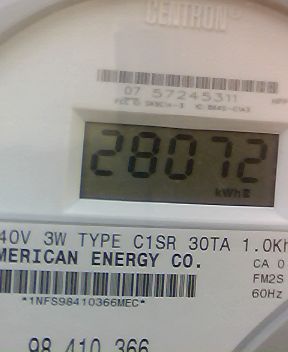 CENTRON®
07 57245311
28072
kWh
40V 3W TYPE C1SR 30TA 1.0Kh
MERICAN ENERGY CO.
CA 0
FM2S
60Hz
*1NFS98410366MEC*
98 410 366